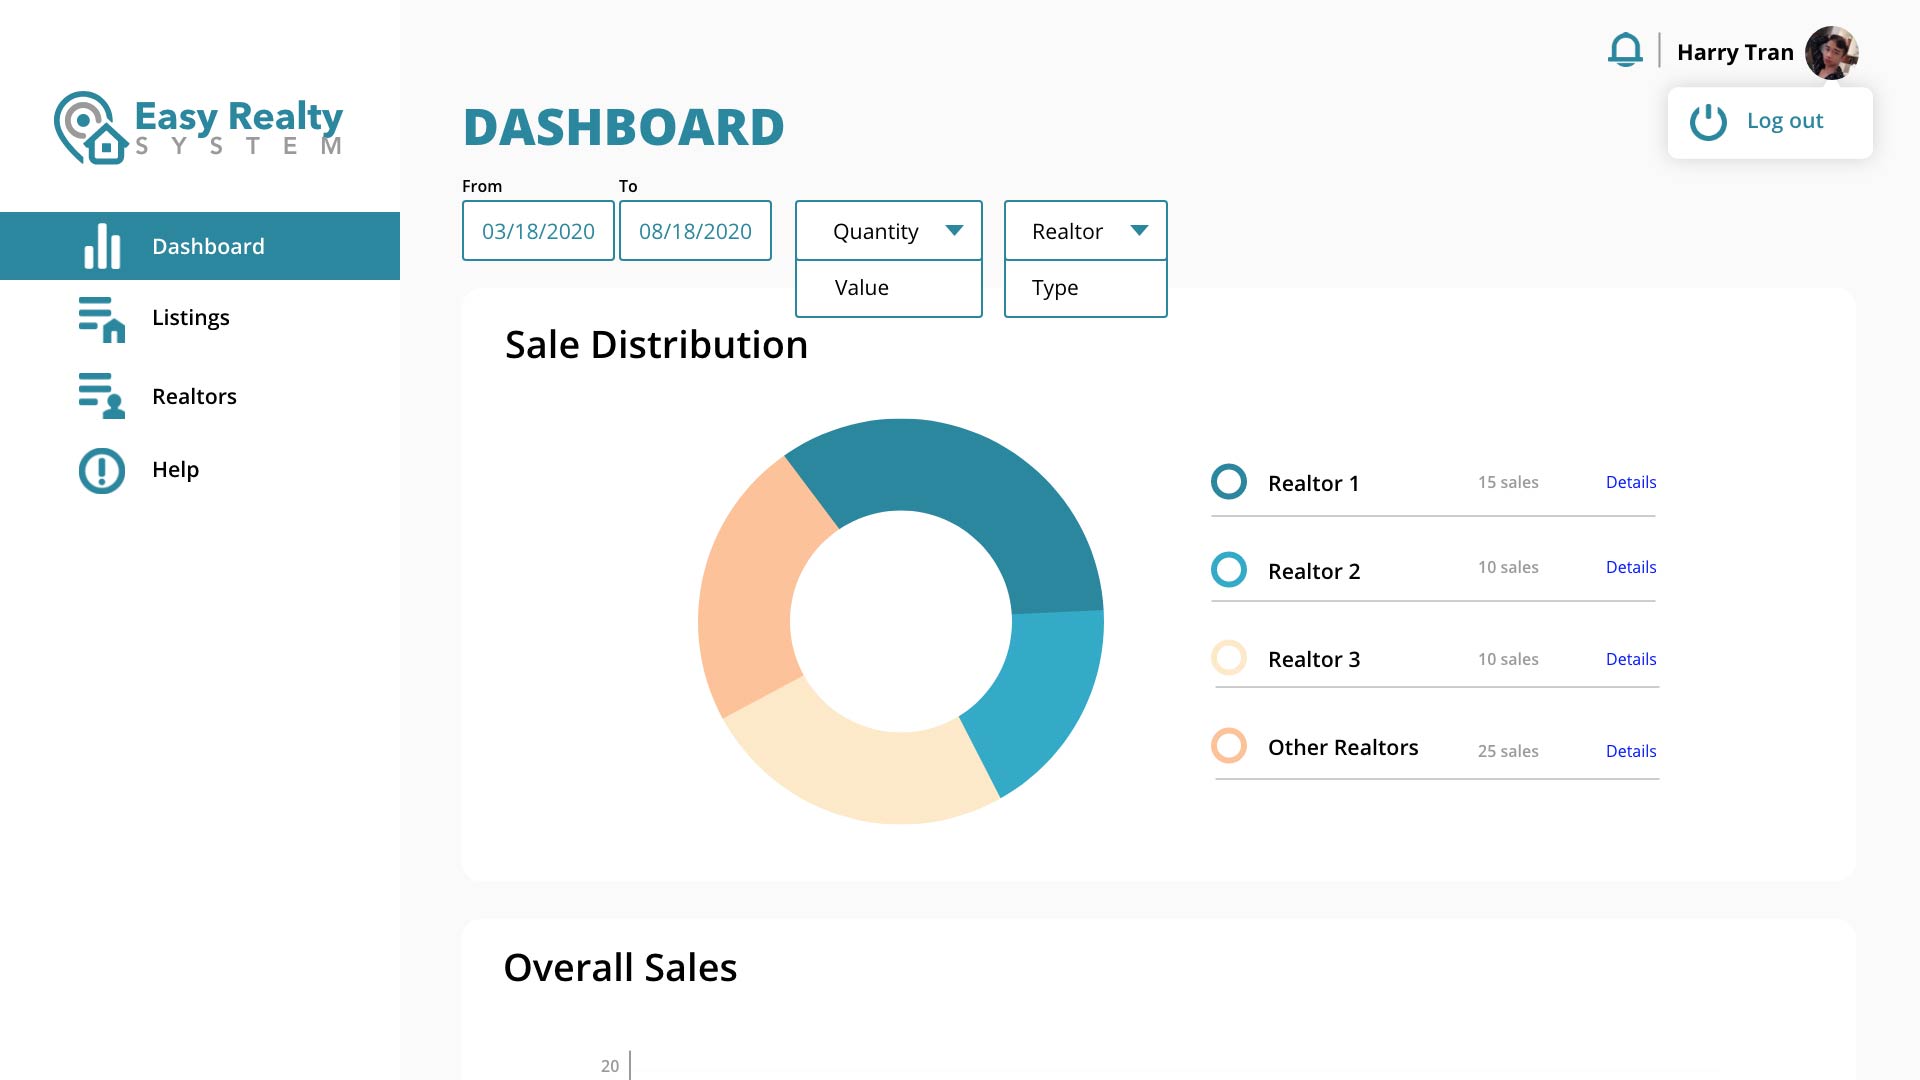 Harry Tran
Log out
Easy Realty
SYSTEM
Dashboard
Listings
Realtors
Help
DASHBOARD
From To
03/18/2020 08/18/2020 Quantity Realtor
Value Type
Sale Distribution
Realtor 1 15 sales Details
Realtor 2 10 sales Details
Realtor 3 10 sales Details
Other Realtors 25 sales Details
Overall Sales
20